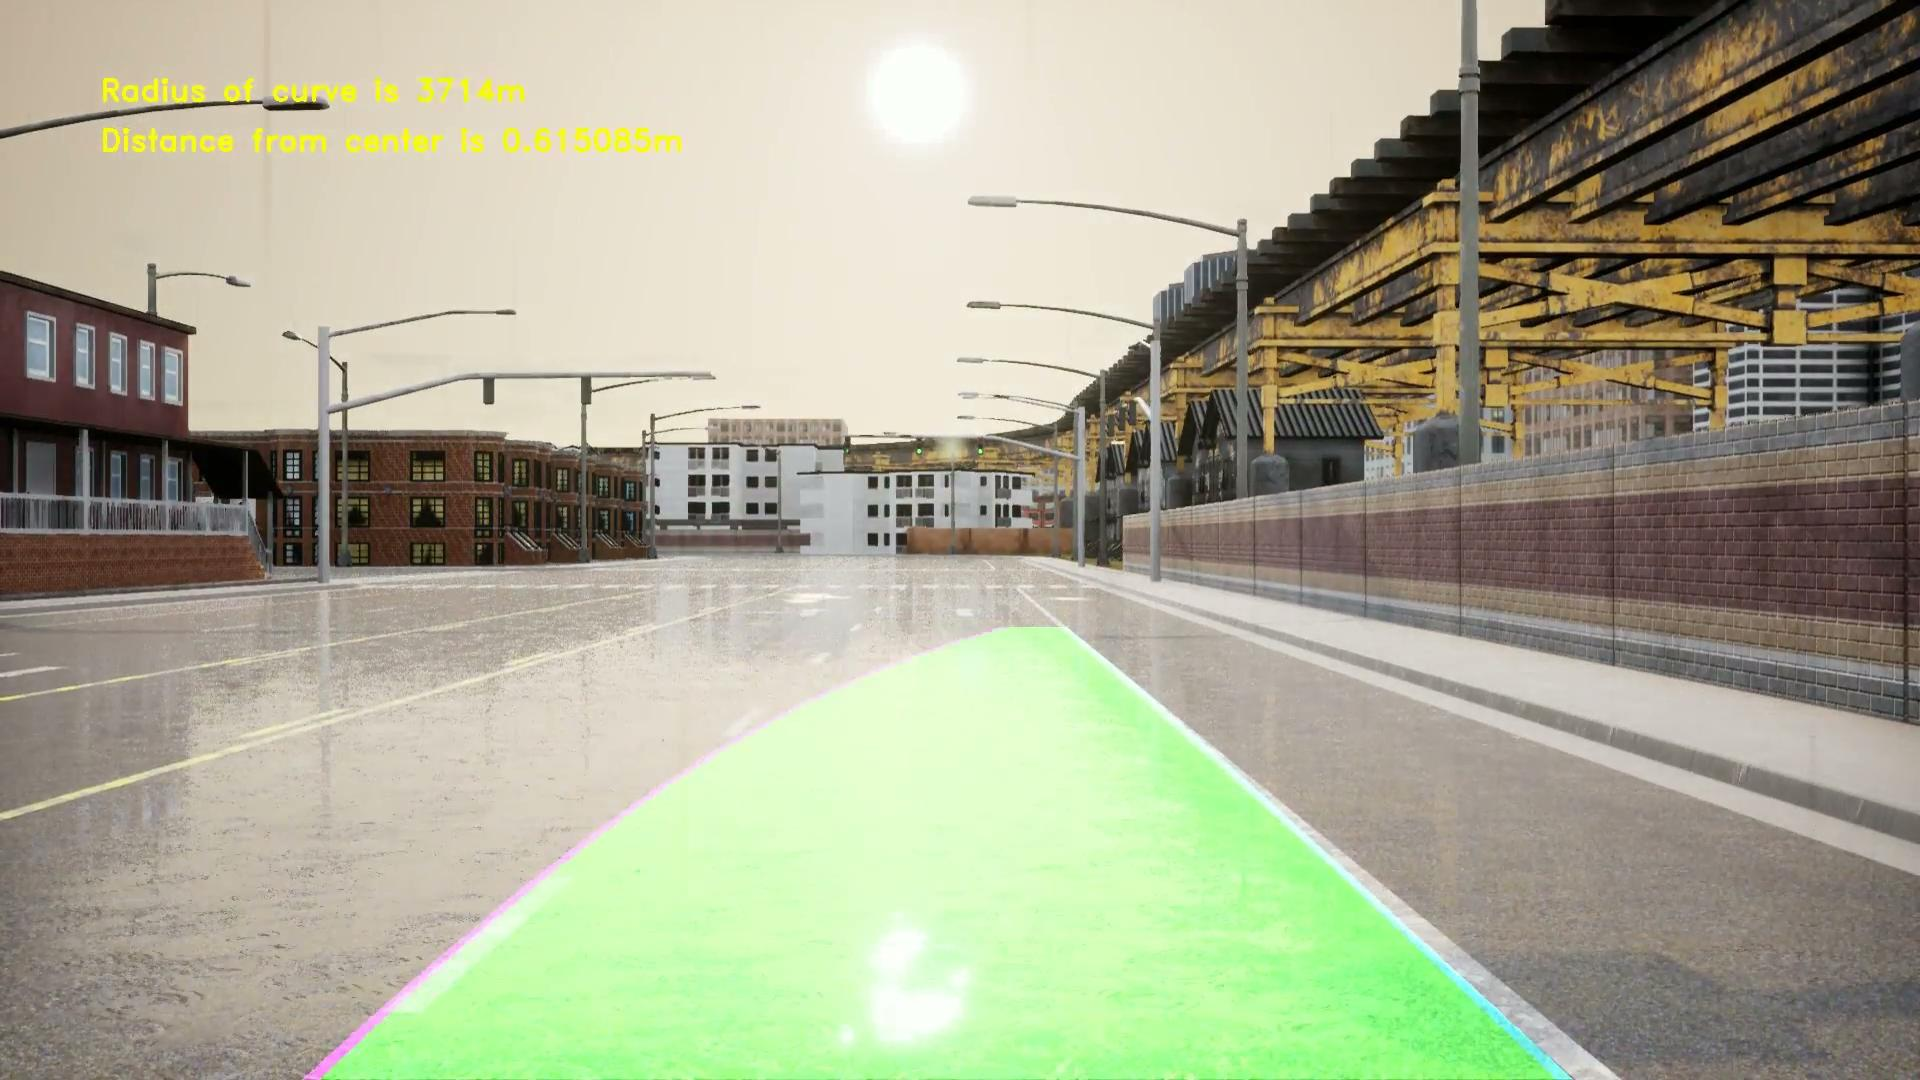 Radius of curve is 3714m
Distance from center is 0.615085m